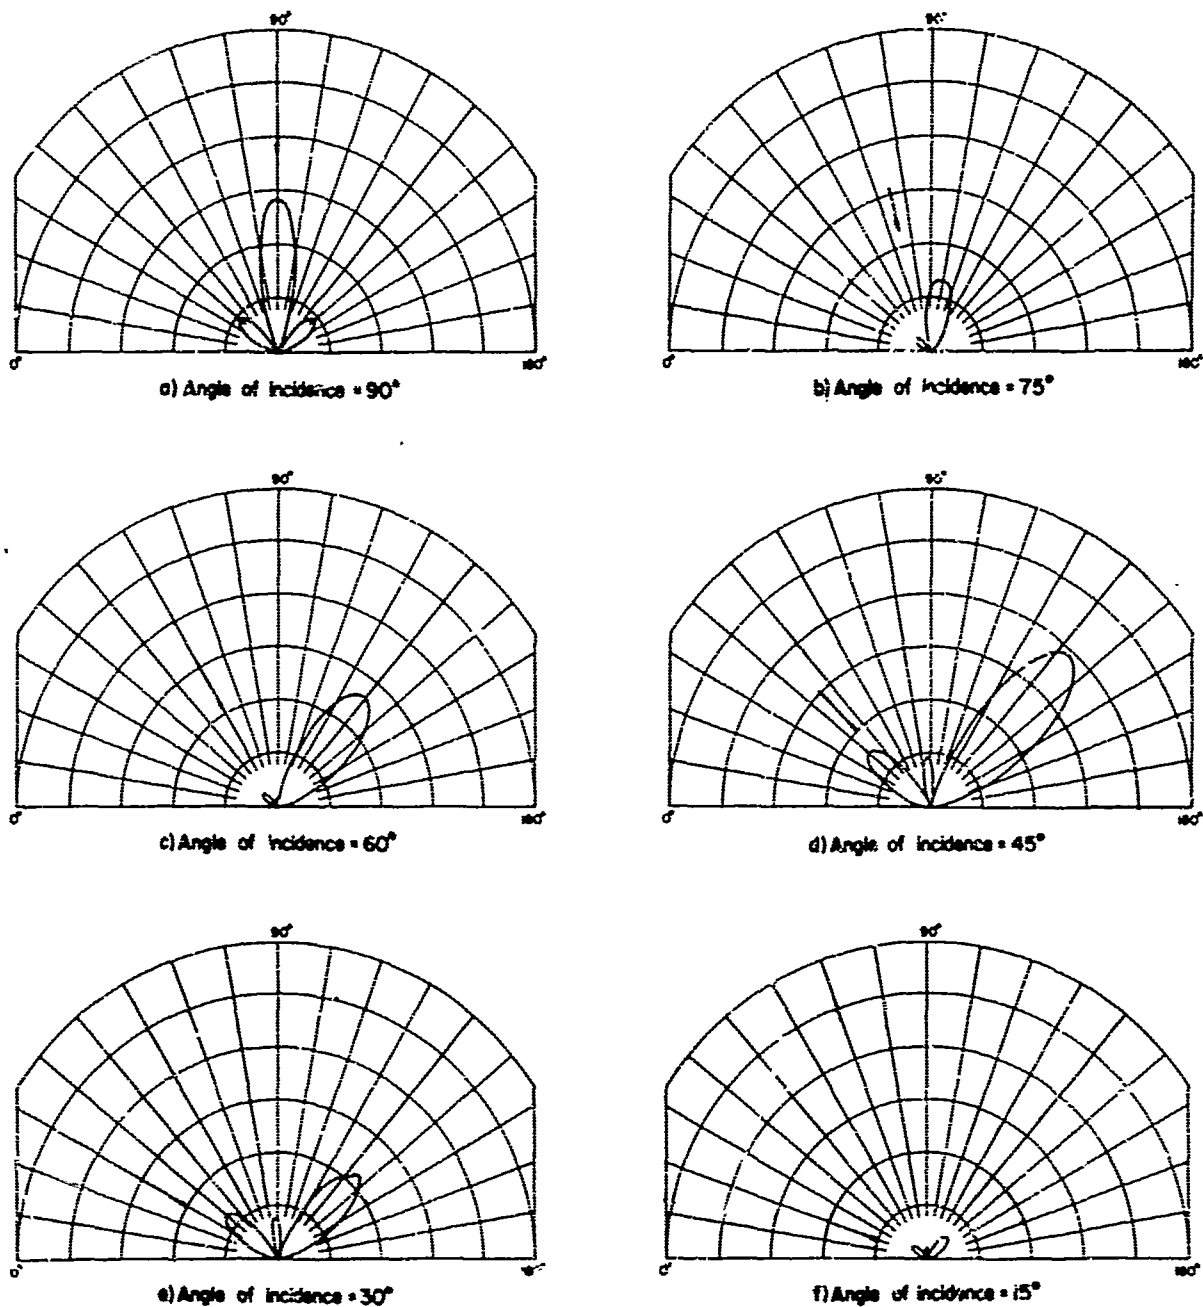 90°
90°
0°
180°
0°
180°
a) Angle of incidence = 90°
b) Angle of incidence = 75°
90°
90°
0°
180°
0°
180°
c) Angle of incidence = 60°
d) Angle of incidence = 45°
90°
90°
0°
0°
180°
e) Angle of incidence = 30°
f) Angle of incidence = 15°